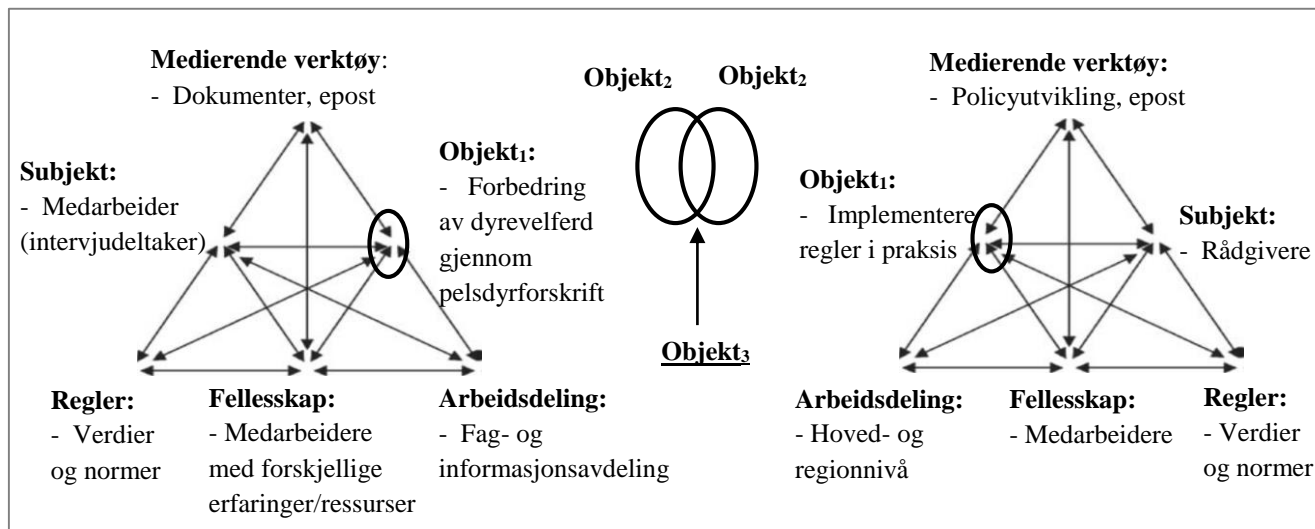 Medierende verktøy:
- Dokumenter, epost
Subjekt:
- Medarbeider
(intervjudeltaker)
Objekt₁:
- Forbedring
av dyrevelferd
gjennom
pelsdyrforskrift
Regler:
- Verdier
og normer
Fellesskap:
- Medarbeidere
med forskjellige
erfaringer/ressurser
Arbeidsdeling:
- Fag- og
informasjonsavdeling
Objekt₂ Objekt₂
Objekt₃
Medierende verktøy:
- Policyutvikling, epost
Objekt₁:
- Implementere
regler i praksis
Subjekt:
- Rådgivere
Arbeidsdeling:
- Hoved- og
regionnivå
Fellesskap:
- Medarbeidere
Regler:
- Verdier
og normer